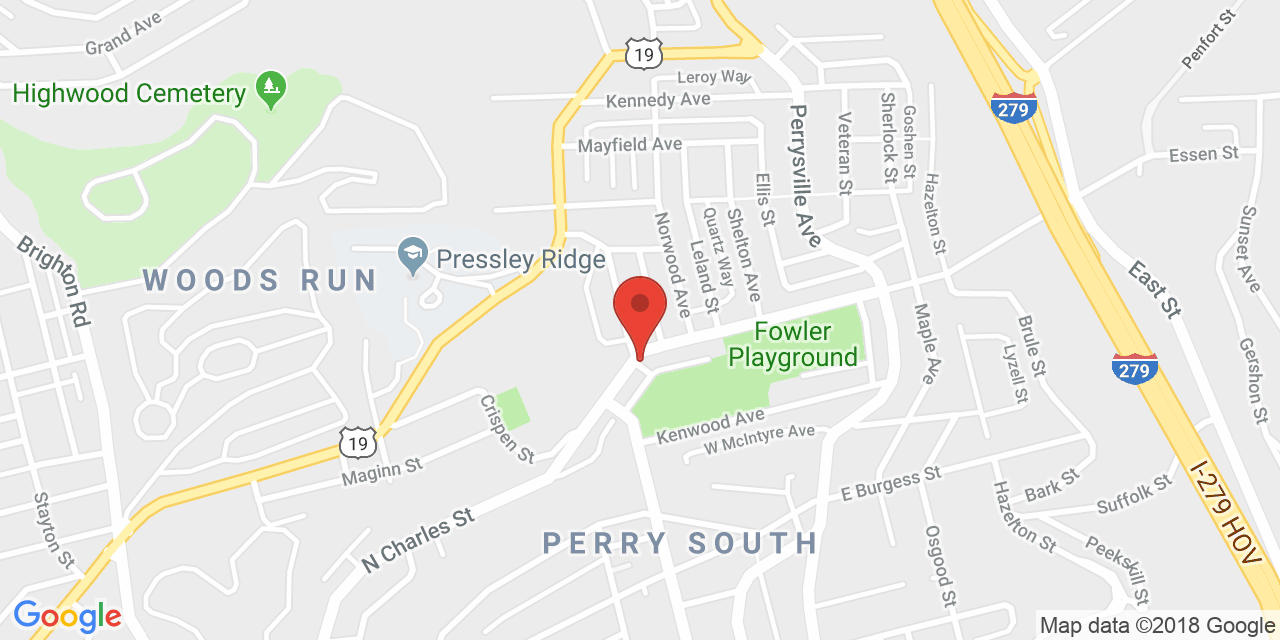 Grand Ave
Penfort St
19
Leroy Way
Highwood Cemetery
Kennedy Ave
279
Perrysville Ave
Veteran St
Sherlock St
Goshen St
Mayfield Ave
Essen St
Ellis St
Hazelton St
Norwood Ave
Quartz Way
Shelton Ave
Leland St
Sunset Ave
Brighton Rd
Pressley Ridge
WOODS RUN
East St
Fowler
Playground
Maple Ave
Brule St
Lyzell St
Gershon St
279
Crispen St
Kenwood Ave
W McIntyre Ave
19
Maginn St
E Burgess St
Bark St
Suffolk St
I-279 HOV
Stayton St
N Charles St
Hazelton St
PERRY SOUTH
Osgood St
Peekskill St
Google
Map data ©2018 Google